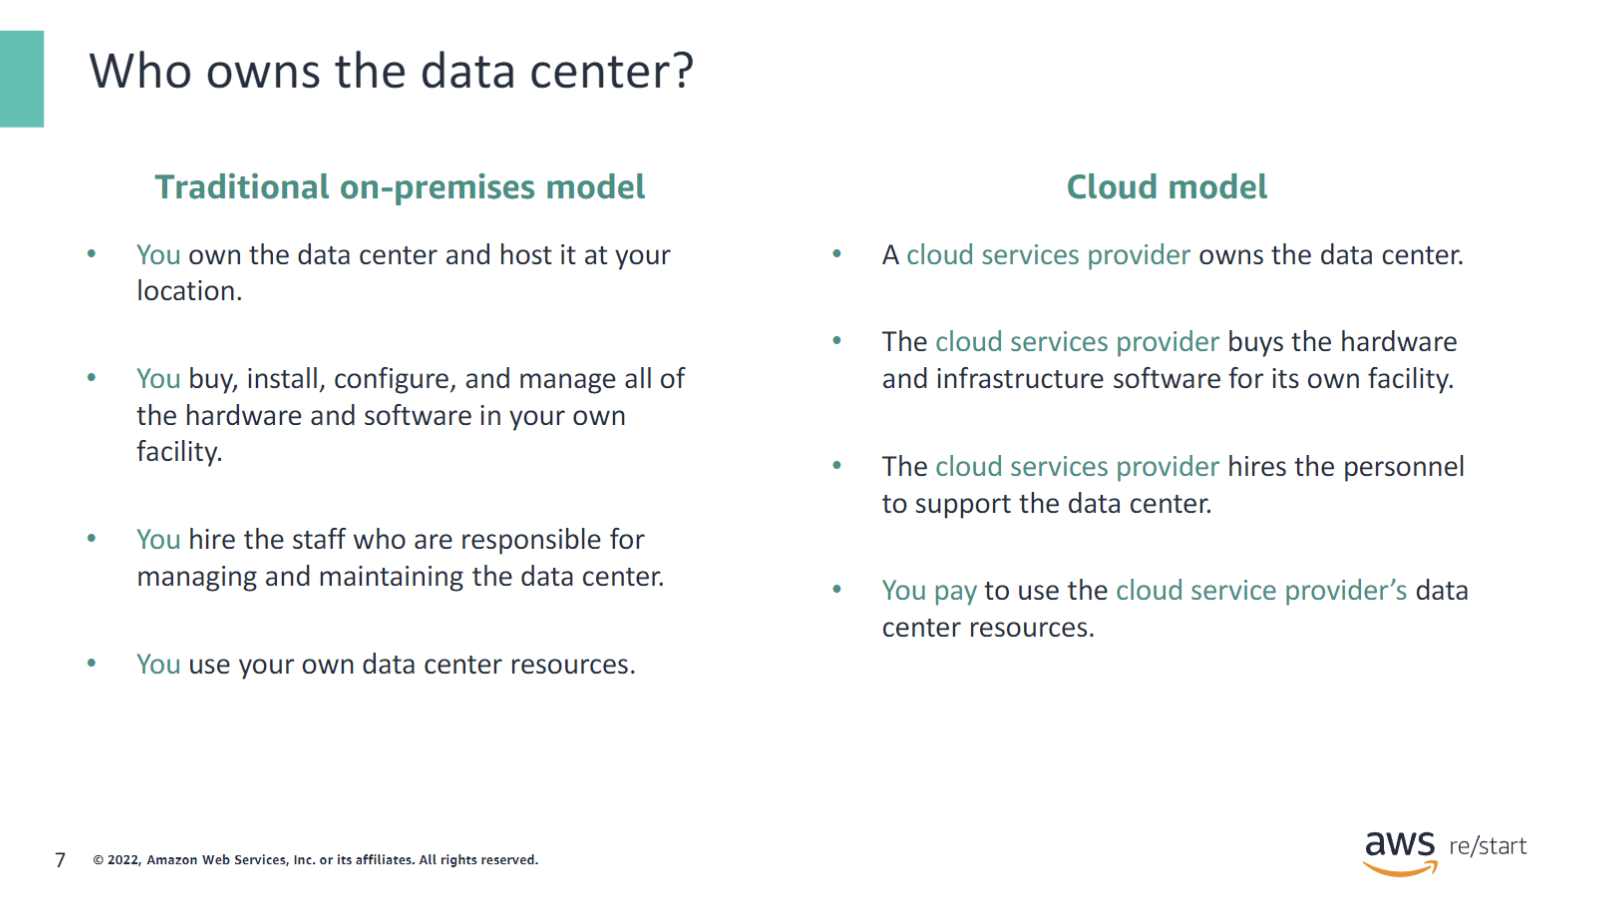 Who owns the data center?
Traditional on-premises model
• You own the data center and host it at your
location.
• You buy, install, configure, and manage all of
the hardware and software in your own
facility.
• You hire the staff who are responsible for
managing and maintaining the data center.
• You use your own data center resources.
Cloud model
• A cloud services provider owns the data center.
• The cloud services provider buys the hardware
and infrastructure software for its own facility.
• The cloud services provider hires the personnel
to support the data center.
• You pay to use the cloud service provider’s data
center resources.
7 © 2022, Amazon Web Services, Inc. or its affiliates. All rights reserved.
aws re/start